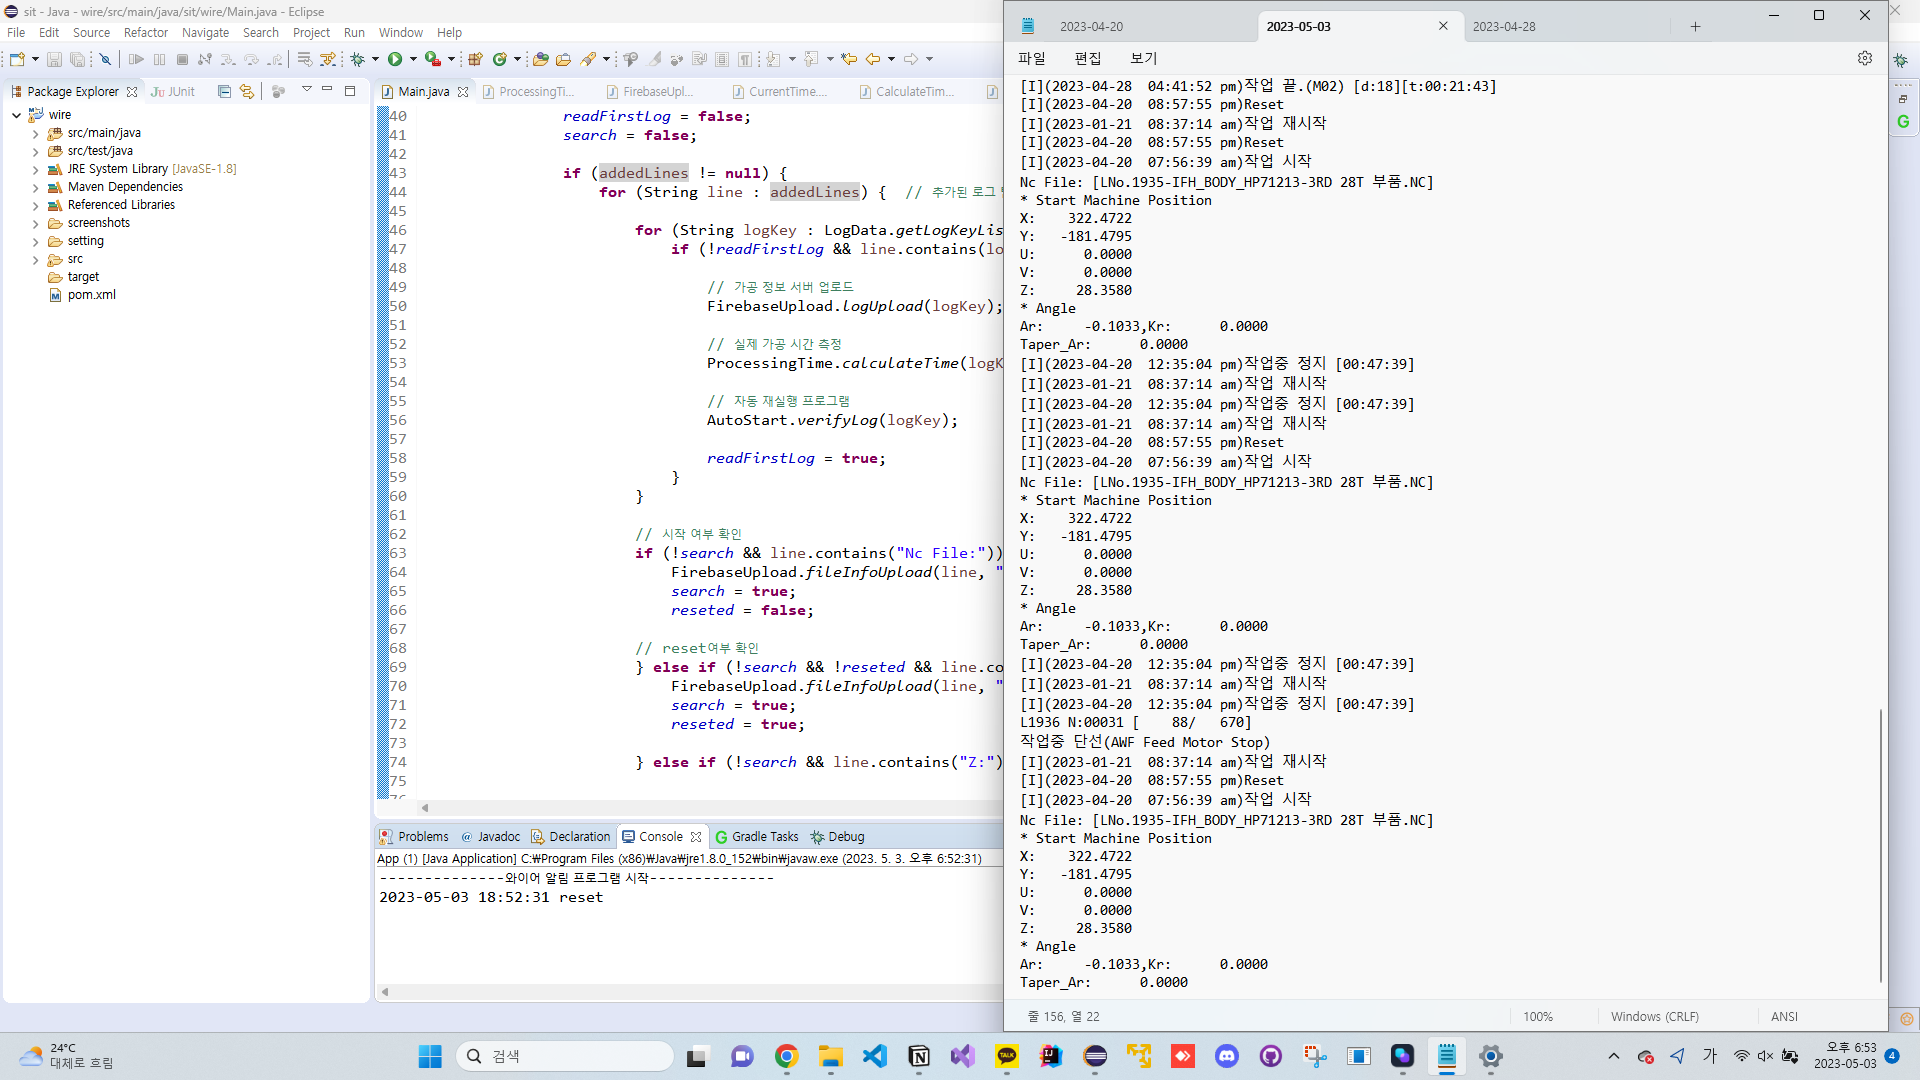 sit - Java - wire/src/main/java/sit/wire/Main.java - Eclipse
File Edit Source Refactor Navigate Search Project Run Window Help
Package Explorer JUnit
wire
src/main/java
src/test/java
JRE System Library [JavaSE-1.8]
Maven Dependencies
Referenced Libraries
screenshots
setting
src
target
pom.xml
Main.java ProcessingTi... FirebaseUpl... CurrentTime.... CalculateTim...
40 readFirstLog = false;
41 search = false;
42
43 if (addedLines != null) {
44 for (String line : addedLines) { // 추가된 로그
45
46 for (String logKey : LogData.getLogKeyLis
47 if (!readFirstLog && line.contains(lo
48
49 // 가공 정보 서버 업로드
50 FirebaseUpload.logUpload(logKey);
51
52 // 실제 가공 시간 측정
53 ProcessingTime.calculateTime(logK
54
55 // 자동 재실행 프로그램
56 AutoStart.verifyLog(logKey);
57
58 readFirstLog = true;
59 }
60 }
61
62 // 시작 여부 확인
63 if (!search && line.contains("Nc File:"))
64 FirebaseUpload.fileInfoUpload(line, "
65 search = true;
66 reseted = false;
67
68 // reset여부 확인
69 } else if (!search && !reseted && line.co
70 FirebaseUpload.fileInfoUpload(line, "
71 search = true;
72 reseted = true;
73
74 } else if (!search && line.contains("Z:")
75
76
Problems Javadoc Declaration Console Gradle Tasks Debug
App (1) [Java Application] C:₩Program Files (x86)₩Java₩jre1.8.0_152₩bin₩javaw.exe (2023. 5. 3. 오후 6:52:31)
--------------와이어 알림 프로그램 시작--------------
2023-05-03 18:52:31 reset
2023-04-20 2023-05-03 2023-04-28
파일 편집 보기
[I](2023-04-28 04:41:52 pm)작업 끝.(M02) [d:18][t:00:21:43]
[I](2023-04-20 08:57:55 pm)Reset
[I](2023-01-21 08:37:14 am)작업 재시작
[I](2023-04-20 08:57:55 pm)Reset
[I](2023-04-20 07:56:39 am)작업 시작
Nc File: [LNo.1935-IFH_BODY_HP71213-3RD 28T 부품.NC]
* Start Machine Position
X: 322.4722
Y: -181.4795
U: 0.0000
V: 0.0000
Z: 28.3580
* Angle
Ar: -0.1033,Kr: 0.0000
Taper_Ar: 0.0000
[I](2023-04-20 12:35:04 pm)작업중 정지 [00:47:39]
[I](2023-01-21 08:37:14 am)작업 재시작
[I](2023-04-20 12:35:04 pm)작업중 정지 [00:47:39]
[I](2023-01-21 08:37:14 am)작업 재시작
[I](2023-04-20 08:57:55 pm)Reset
[I](2023-04-20 07:56:39 am)작업 시작
Nc File: [LNo.1935-IFH_BODY_HP71213-3RD 28T 부품.NC]
* Start Machine Position
X: 322.4722
Y: -181.4795
U: 0.0000
V: 0.0000
Z: 28.3580
* Angle
Ar: -0.1033,Kr: 0.0000
Taper_Ar: 0.0000
[I](2023-04-20 12:35:04 pm)작업중 정지 [00:47:39]
[I](2023-01-21 08:37:14 am)작업 재시작
[I](2023-04-20 12:35:04 pm)작업중 정지 [00:47:39]
L1936 N:00031 [ 88/ 670]
작업중 단선(AWF Feed Motor Stop)
[I](2023-01-21 08:37:14 am)작업 재시작
[I](2023-04-20 08:57:55 pm)Reset
[I](2023-04-20 07:56:39 am)작업 시작
Nc File: [LNo.1935-IFH_BODY_HP71213-3RD 28T 부품.NC]
* Start Machine Position
X: 322.4722
Y: -181.4795
U: 0.0000
V: 0.0000
Z: 28.3580
* Angle
Ar: -0.1033,Kr: 0.0000
Taper_Ar: 0.0000
줄 156, 열 22 100% Windows (CRLF) ANSI
24°C
대체로 흐림
검색
TALK
가
오후 6:53
2023-05-03
4